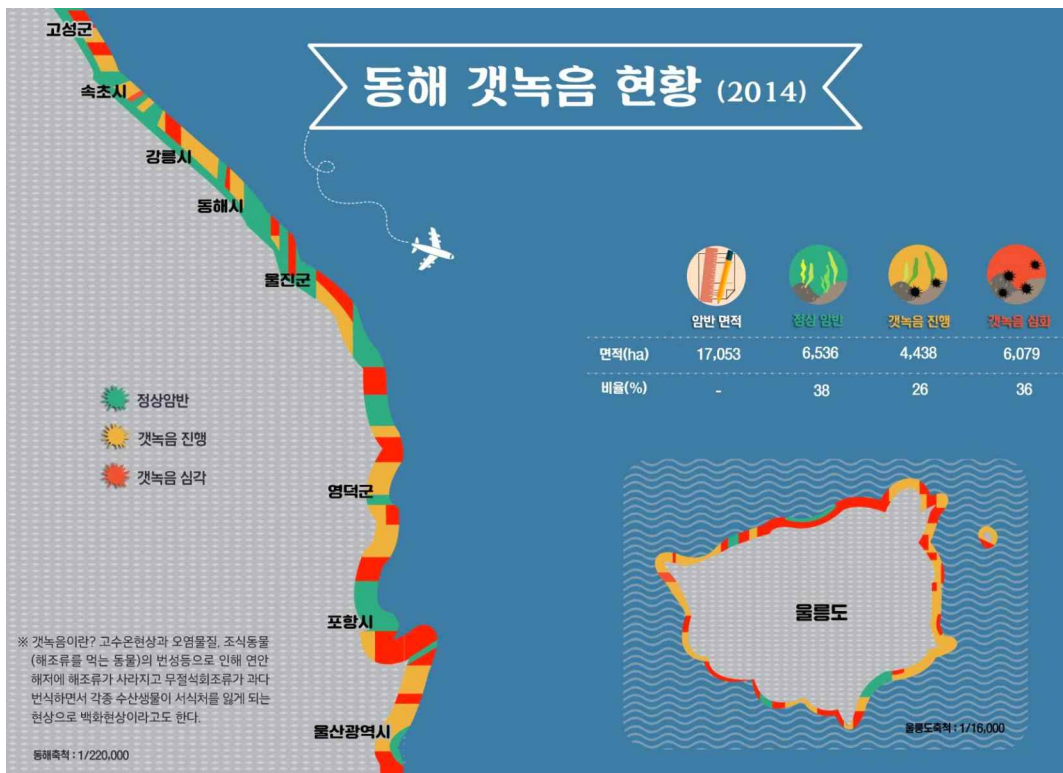 동해 갯녹음 현황 (2014)
고성군
속초시
강릉시
동해시
울진군
영덕군
포항시
울산광역시
암반 면적 정상 암반 갯녹음 진행 갯녹음 심화
면적(ha) 17,053 6,536 4,438 6,079
비율(%) - 38 26 36
정상암반
갯녹음 진행
갯녹음 심각
울릉도
울릉도축척 : 1/16,000
※ 갯녹음이란? 고수온현상과 오염물질, 조식동물
(해조류를 먹는 동물)의 번성등으로 인해 연안
해저에 해조류가 사라지고 무절석회조류가 과다
번식하면서 각종 수산생물이 서식처를 잃게 되는
현상으로 백화현상이라고도 한다.
동해축척 : 1/220,000